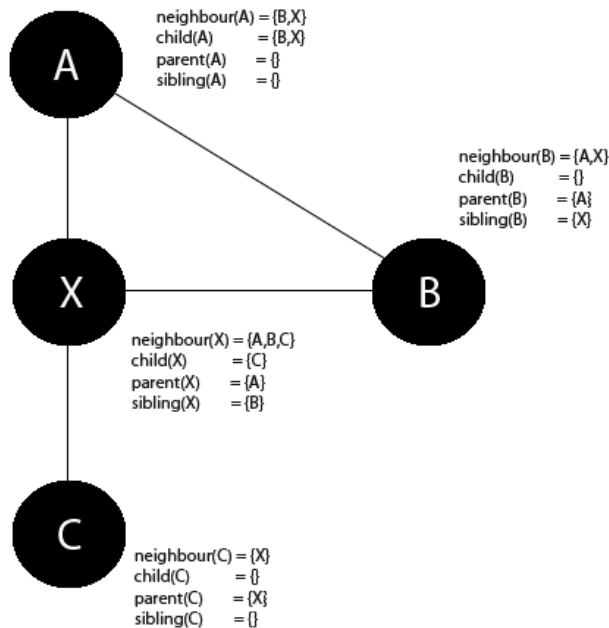 neighbour(A) = {B,X}
child(A) = {B,X}
parent(A) = {}
sibling(A) = {}
A
neighbour(B) = {A,X}
child(B) = {}
parent(B) = {A}
sibling(B) = {X}
X
B
neighbour(X) = {A,B,C}
child(X) = {C}
parent(X) = {A}
sibling(X) = {B}
C
neighbour(C) = {X}
child(C) = {}
parent(C) = {X}
sibling(C) = {}